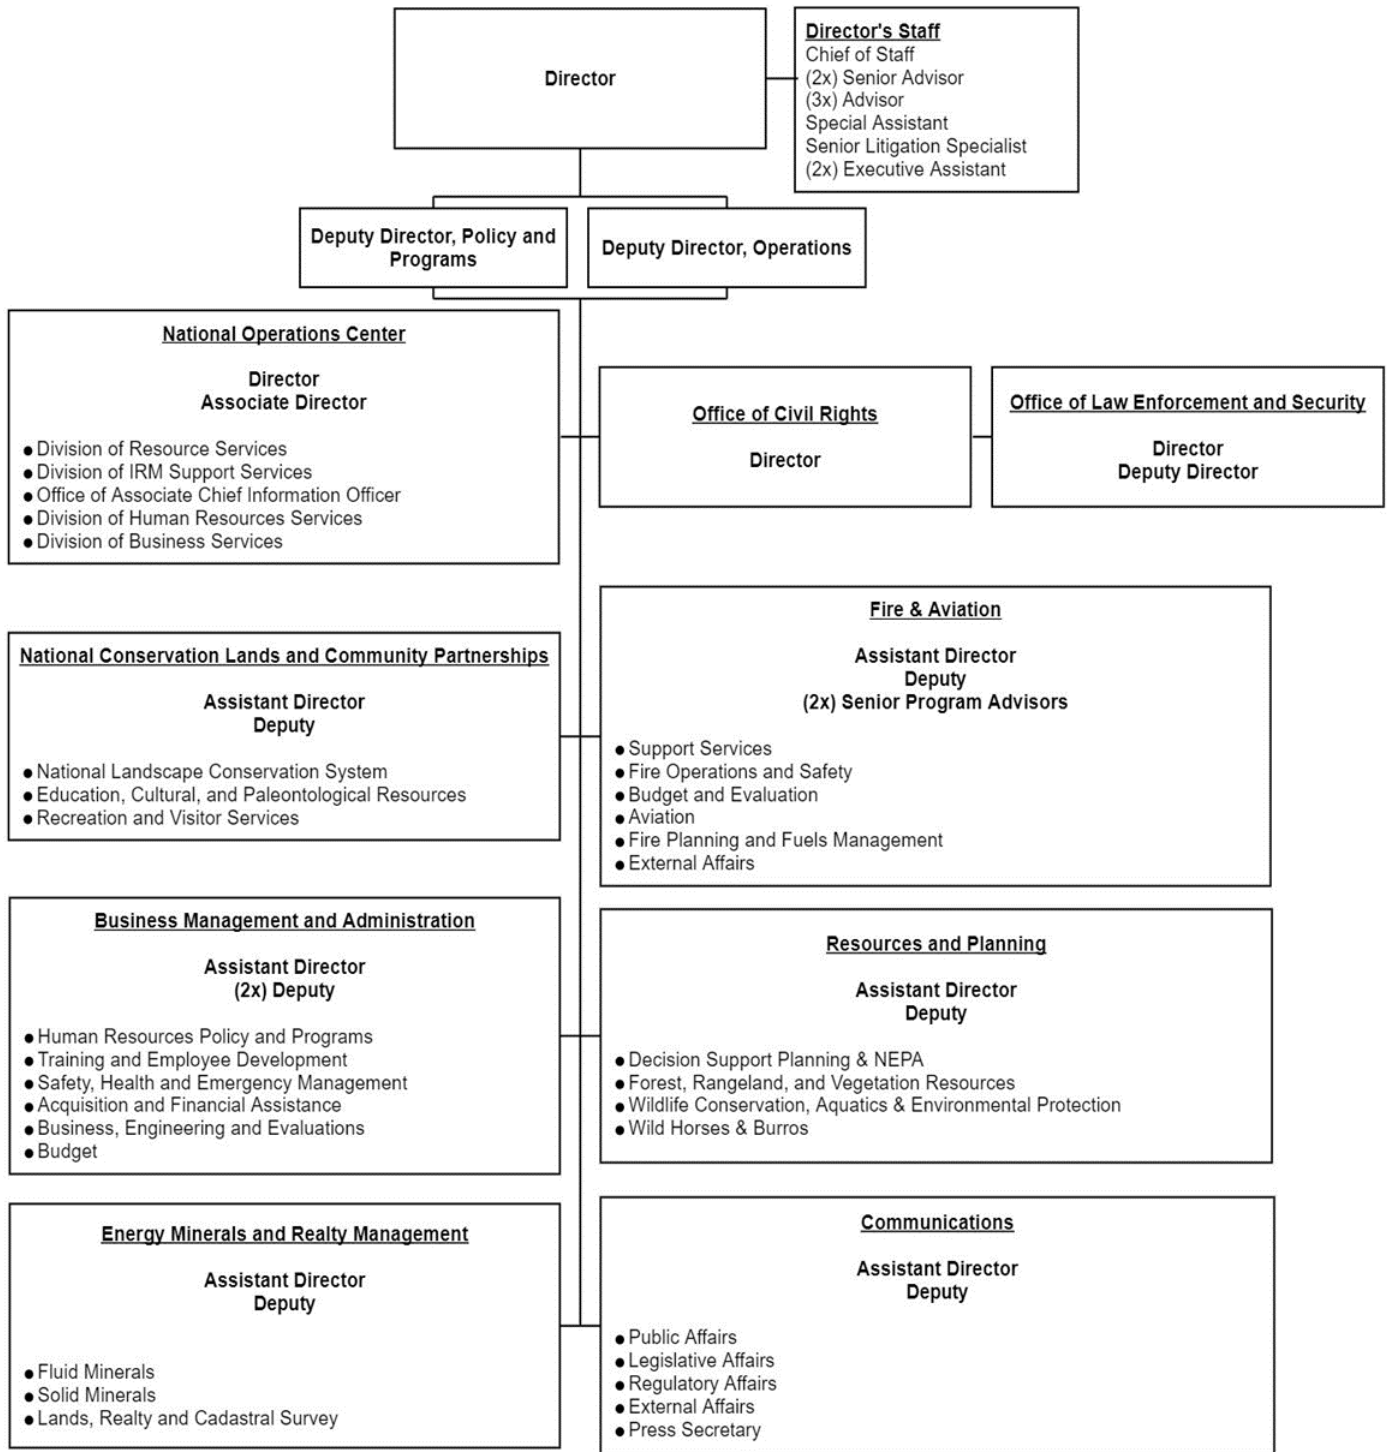 Director
Director's Staff
Chief of Staff
(2x) Senior Advisor
(3x) Advisor
Special Assistant
Senior Litigation Specialist
(2x) Executive Assistant
Deputy Director, Policy and
Programs
Deputy Director, Operations
National Operations Center
Director
Associate Director
● Division of Resource Services
● Division of IRM Support Services
● Office of Associate Chief Information Officer
● Division of Human Resources Services
● Division of Business Services
Office of Civil Rights
Director
Office of Law Enforcement and Security
Director
Deputy Director
National Conservation Lands and Community Partnerships
Assistant Director
Deputy
● National Landscape Conservation System
● Education, Cultural, and Paleontological Resources
● Recreation and Visitor Services
Fire & Aviation
Assistant Director
Deputy
(2x) Senior Program Advisors
● Support Services
● Fire Operations and Safety
● Budget and Evaluation
● Aviation
● Fire Planning and Fuels Management
● External Affairs
Business Management and Administration
Assistant Director
(2x) Deputy
● Human Resources Policy and Programs
● Training and Employee Development
● Safety, Health and Emergency Management
● Acquisition and Financial Assistance
● Business, Engineering and Evaluations
● Budget
Resources and Planning
Assistant Director
Deputy
● Decision Support Planning & NEPA
● Forest, Rangeland, and Vegetation Resources
● Wildlife Conservation, Aquatics & Environmental Protection
● Wild Horses & Burros
Energy Minerals and Realty Management
Assistant Director
Deputy
● Fluid Minerals
● Solid Minerals
● Lands, Realty and Cadastral Survey
Communications
Assistant Director
Deputy
● Public Affairs
● Legislative Affairs
● Regulatory Affairs
● External Affairs
● Press Secretary